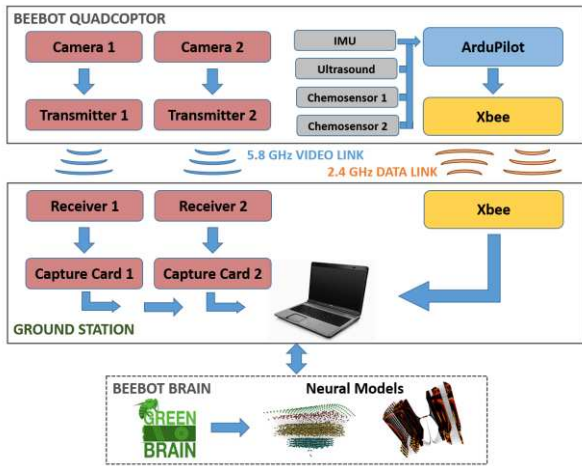 BEEBOT QUADCOPTOR
Camera 1
Camera 2
IMU
ArduPilot
Ultrasound
Transmitter 1
Transmitter 2
Chemosensor 1
Chemosensor 2
Xbee
5.8 GHz VIDEO LINK
2.4 GHz DATA LINK
Receiver 1
Receiver 2
Xbee
Capture Card 1
Capture Card 2
GROUND STATION
BEEBOT BRAIN
Neural Models
GREEN
BRAIN